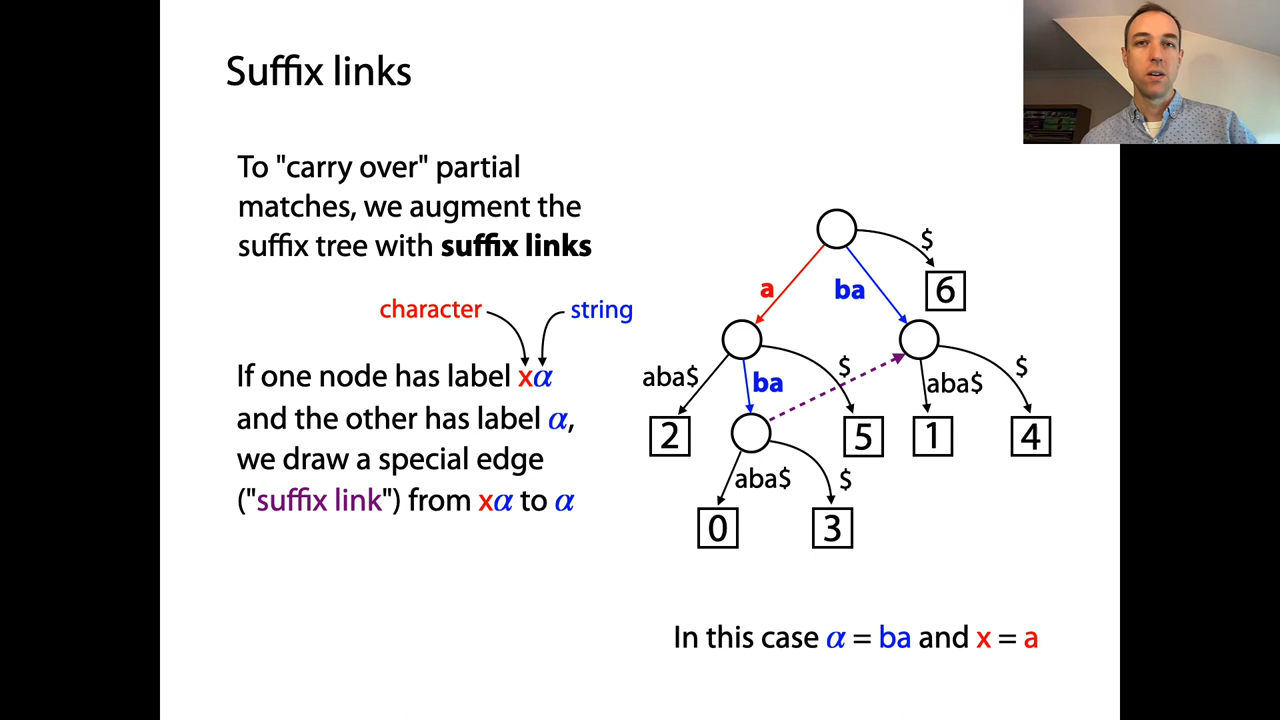 Suffix links
To "carry over" partial
matches, we augment the
suffix tree with suffix links
character
string
If one node has label xα
and the other has label α,
we draw a special edge
("suffix link") from xα to α
$
a
ba
6
aba$
ba
$
aba$
$
2
5
1
4
aba$
$
0
3
In this case α = ba and x = a